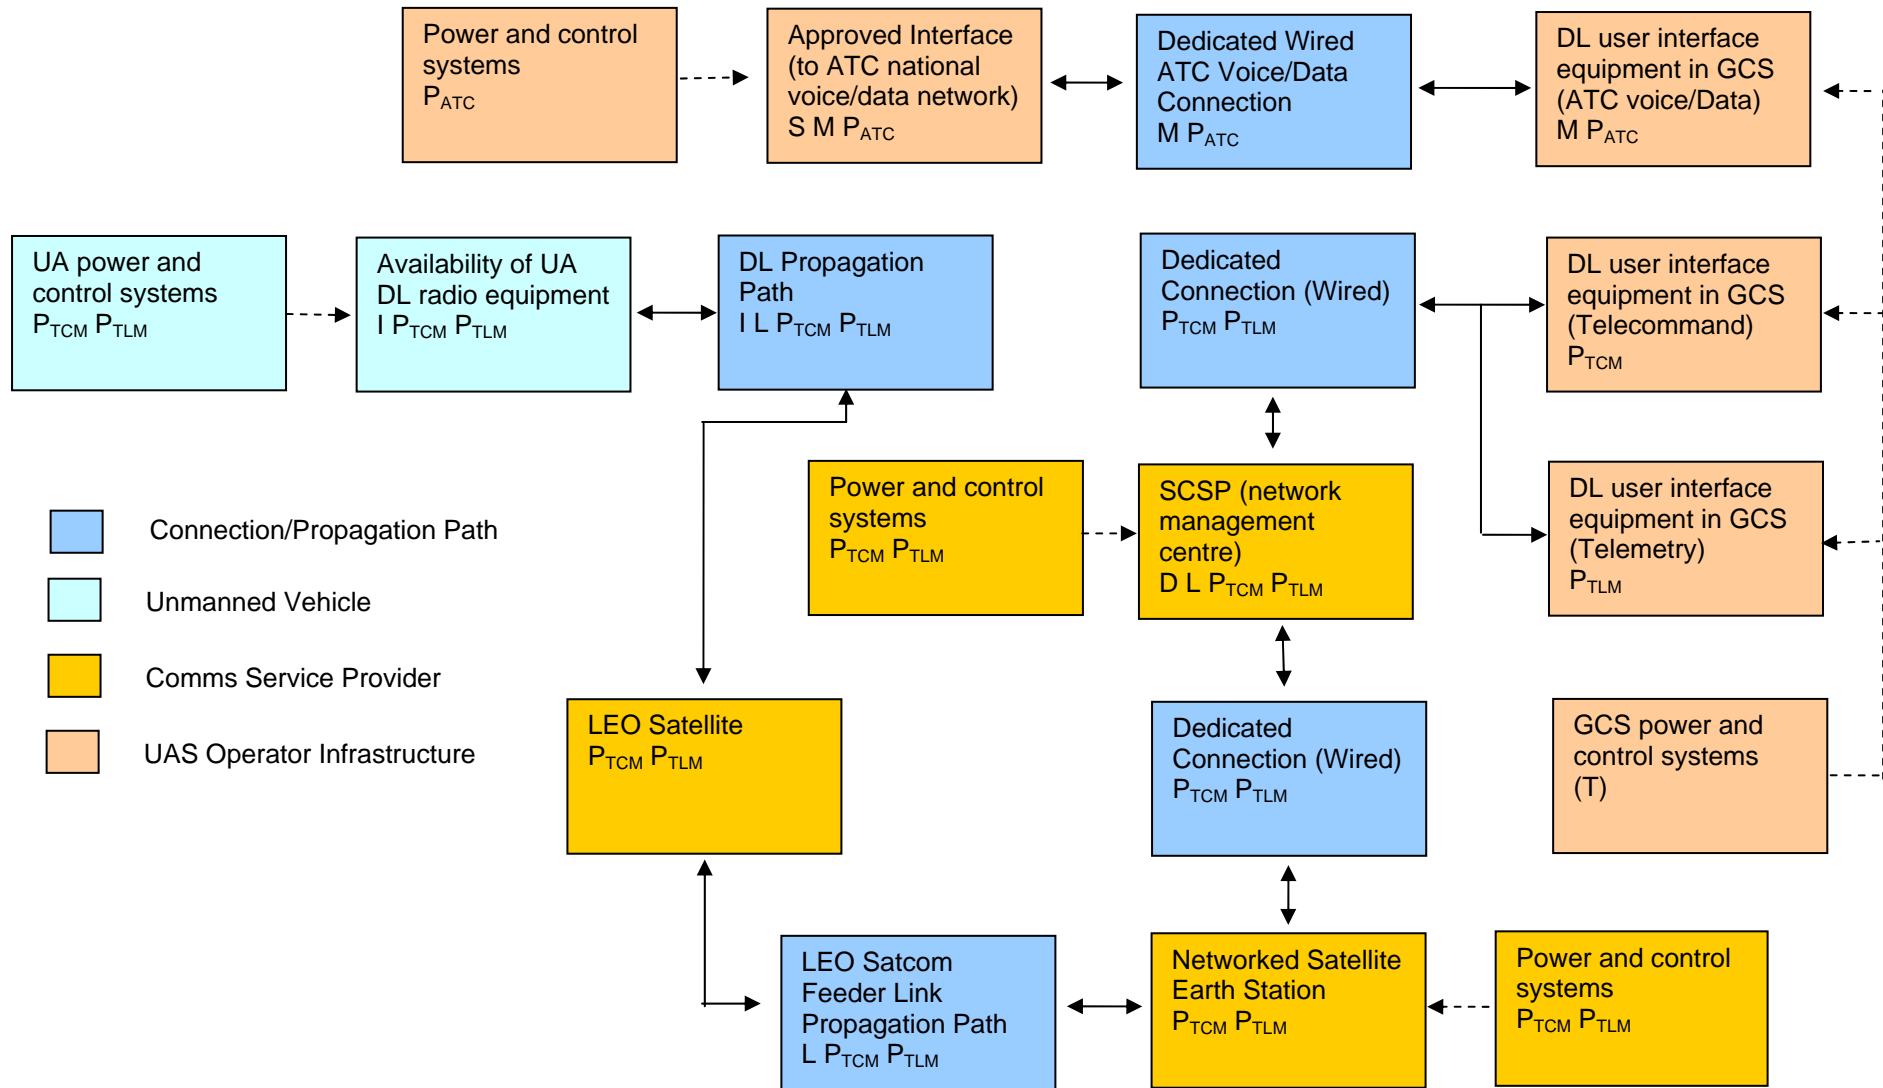 Power and control
systems
PATC
Approved Interface
(to ATC national
voice/data network)
S M PATC
Dedicated Wired
ATC Voice/Data
Connection
M PATC
DL user interface
equipment in GCS
(ATC voice/Data)
M PATC
UA power and
control systems
PTCM PTLM
Availability of UA
DL radio equipment
I PTCM PTLM
DL Propagation
Path
I L PTCM PTLM
Dedicated
Connection (Wired)
PTCM PTLM
DL user interface
equipment in GCS
(Telecommand)
PTCM
Power and control
systems
PTCM PTLM
SCSP (network
management
centre)
D L PTCM PTLM
DL user interface
equipment in GCS
(Telemetry)
PTLM
Connection/Propagation Path
Unmanned Vehicle
Comms Service Provider
UAS Operator Infrastructure
LEO Satellite
PTCM PTLM
Dedicated
Connection (Wired)
PTCM PTLM
GCS power and
control systems
(T)
LEO Satcom
Feeder Link
Propagation Path
L PTCM PTLM
Networked Satellite
Earth Station
PTCM PTLM
Power and control
systems
PTCM PTLM